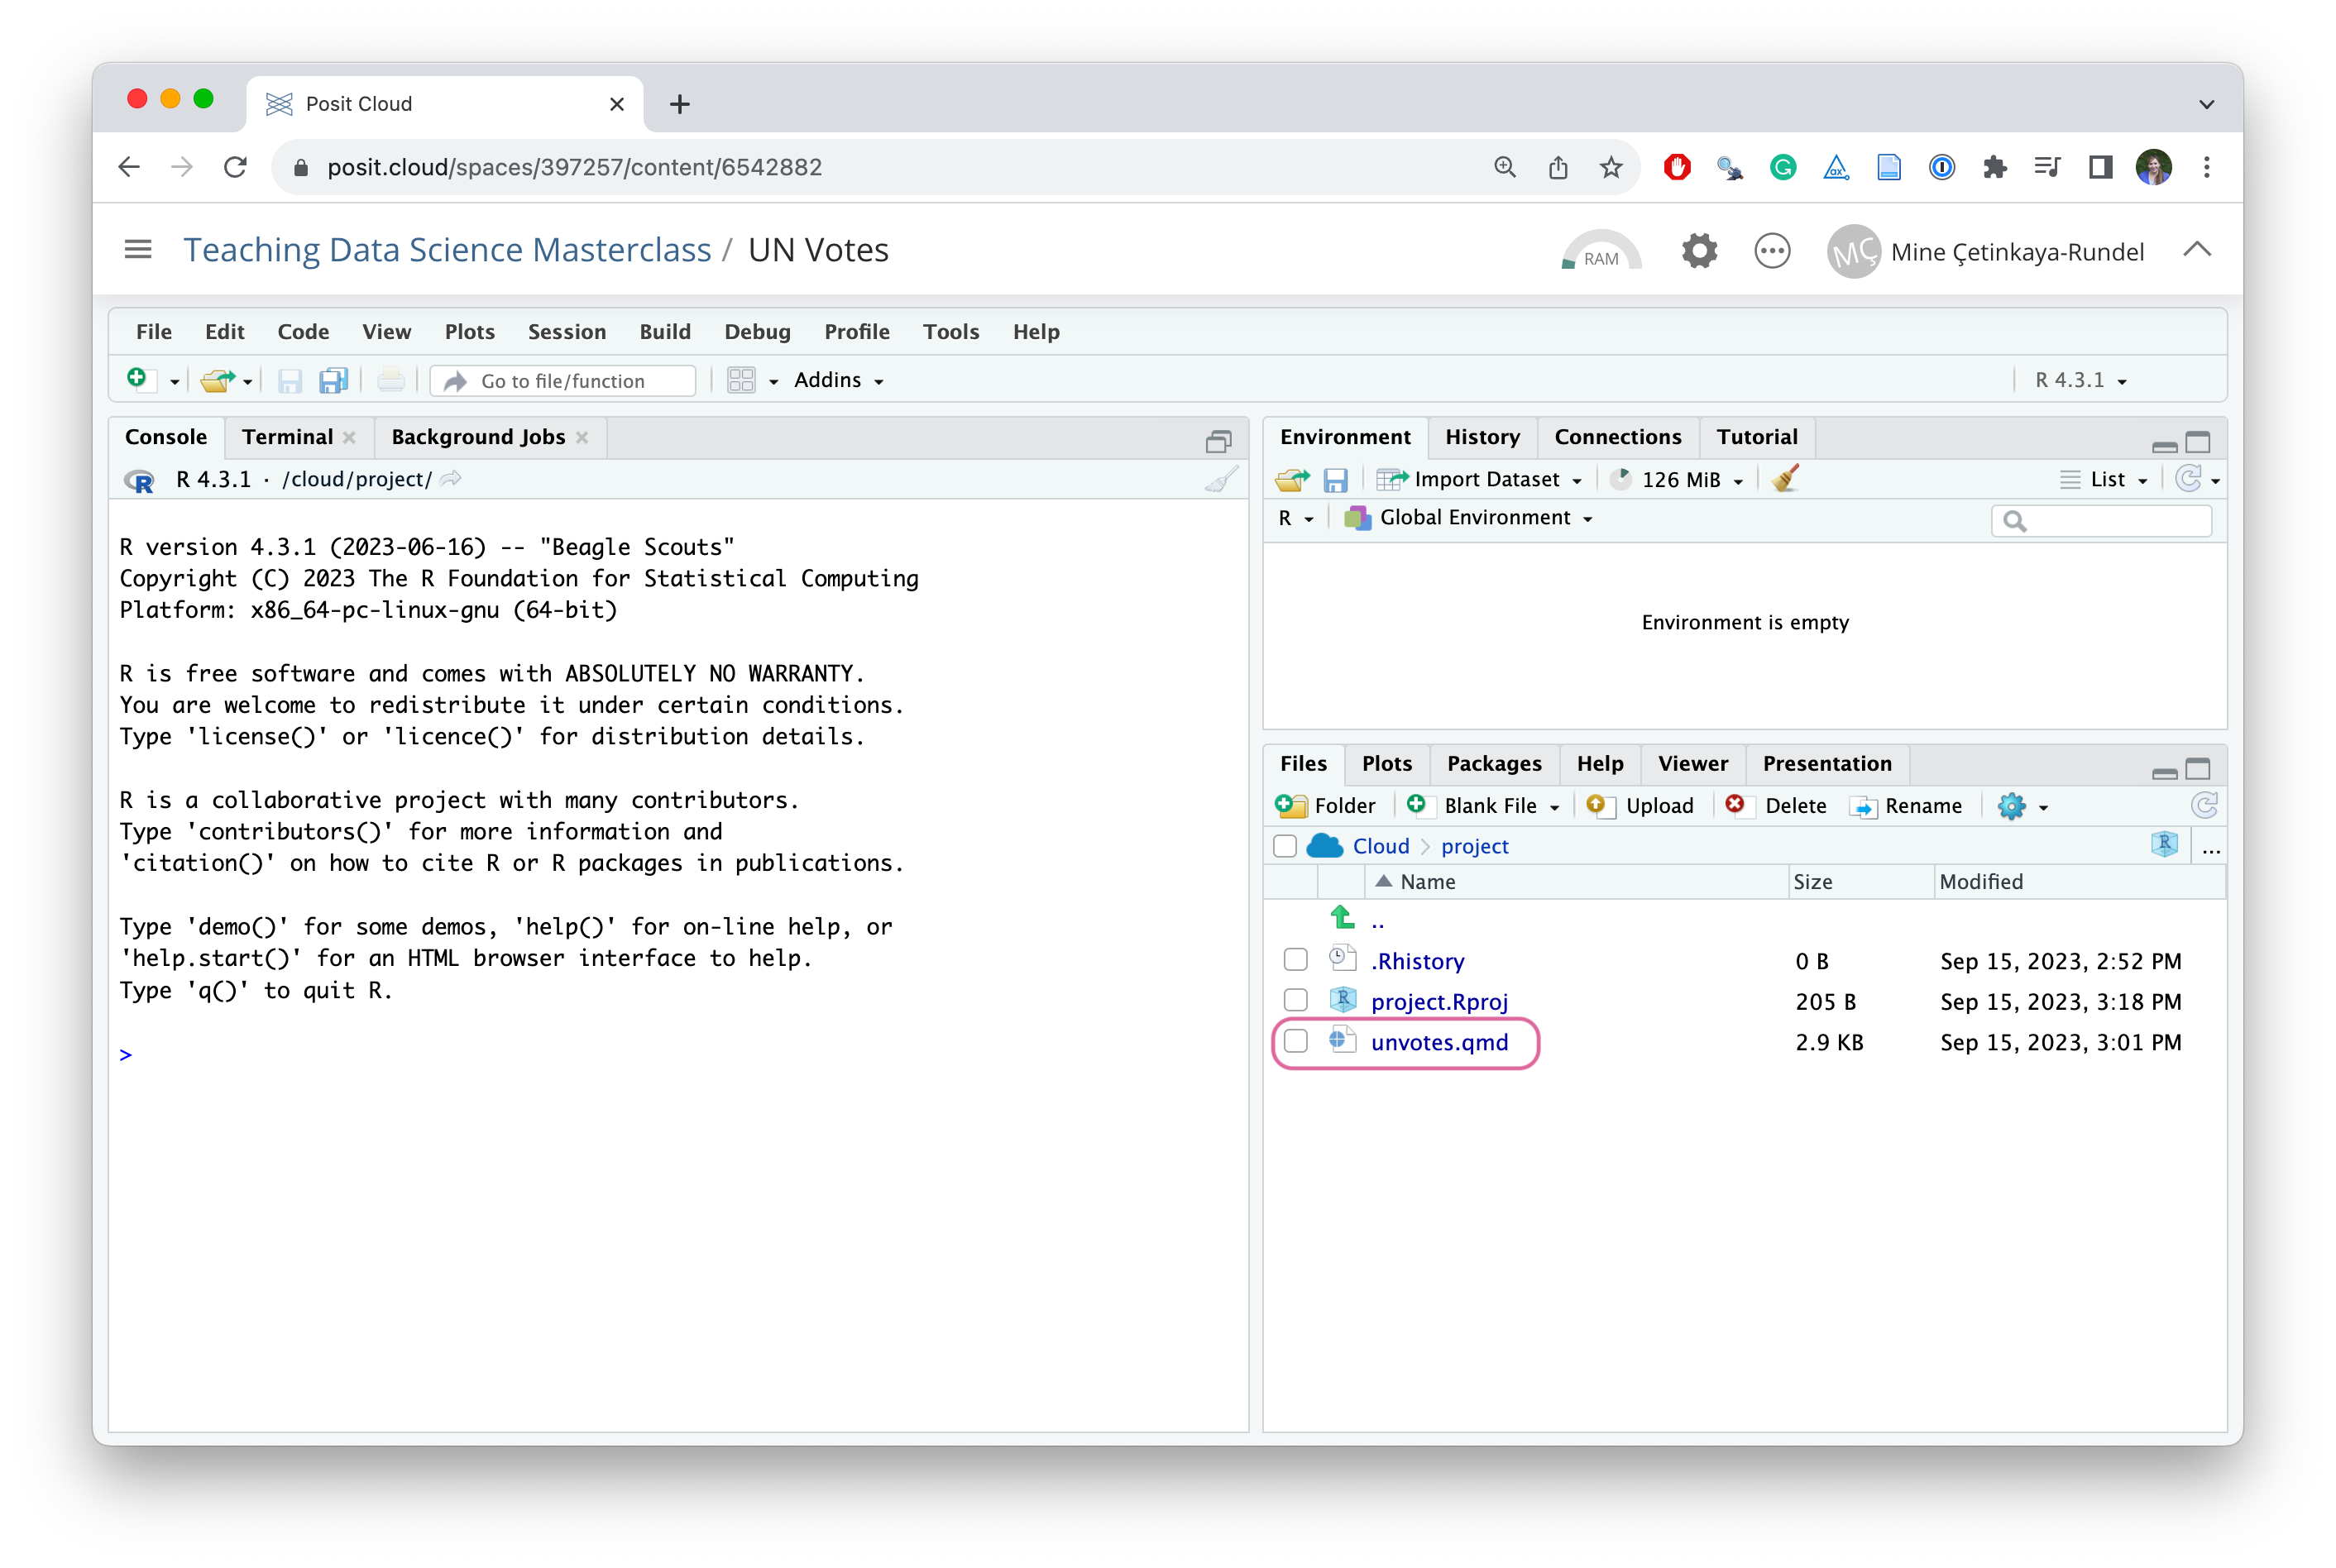 Posit Cloud
posit.cloud/spaces/397257/content/6542882
Teaching Data Science Masterclass / UN Votes
RAM
MÇ Mine Çetinkaya-Rundel
File Edit Code View Plots Session Build Debug Profile Tools Help
Go to file/function
Addins
R 4.3.1
Console Terminal Background Jobs
R 4.3.1 · /cloud/project/
R version 4.3.1 (2023-06-16) -- "Beagle Scouts"
Copyright (C) 2023 The R Foundation for Statistical Computing
Platform: x86_64-pc-linux-gnu (64-bit)
R is free software and comes with ABSOLUTELY NO WARRANTY.
You are welcome to redistribute it under certain conditions.
Type 'license()' or 'licence()' for distribution details.
R is a collaborative project with many contributors.
Type 'contributors()' for more information and
'citation()' on how to cite R or R packages in publications.
Type 'demo()' for some demos, 'help()' for on-line help, or
'help.start()' for an HTML browser interface to help.
Type 'q()' to quit R.
>
Environment History Connections Tutorial
Import Dataset 126 MiB List
R Global Environment
Environment is empty
Files Plots Packages Help Viewer Presentation
Folder Blank File Upload Delete Rename
Cloud project ...
Name Size Modified
..
.Rhistory 0 B Sep 15, 2023, 2:52 PM
project.Rproj 205 B Sep 15, 2023, 3:18 PM
unvotes.qmd 2.9 KB Sep 15, 2023, 3:01 PM